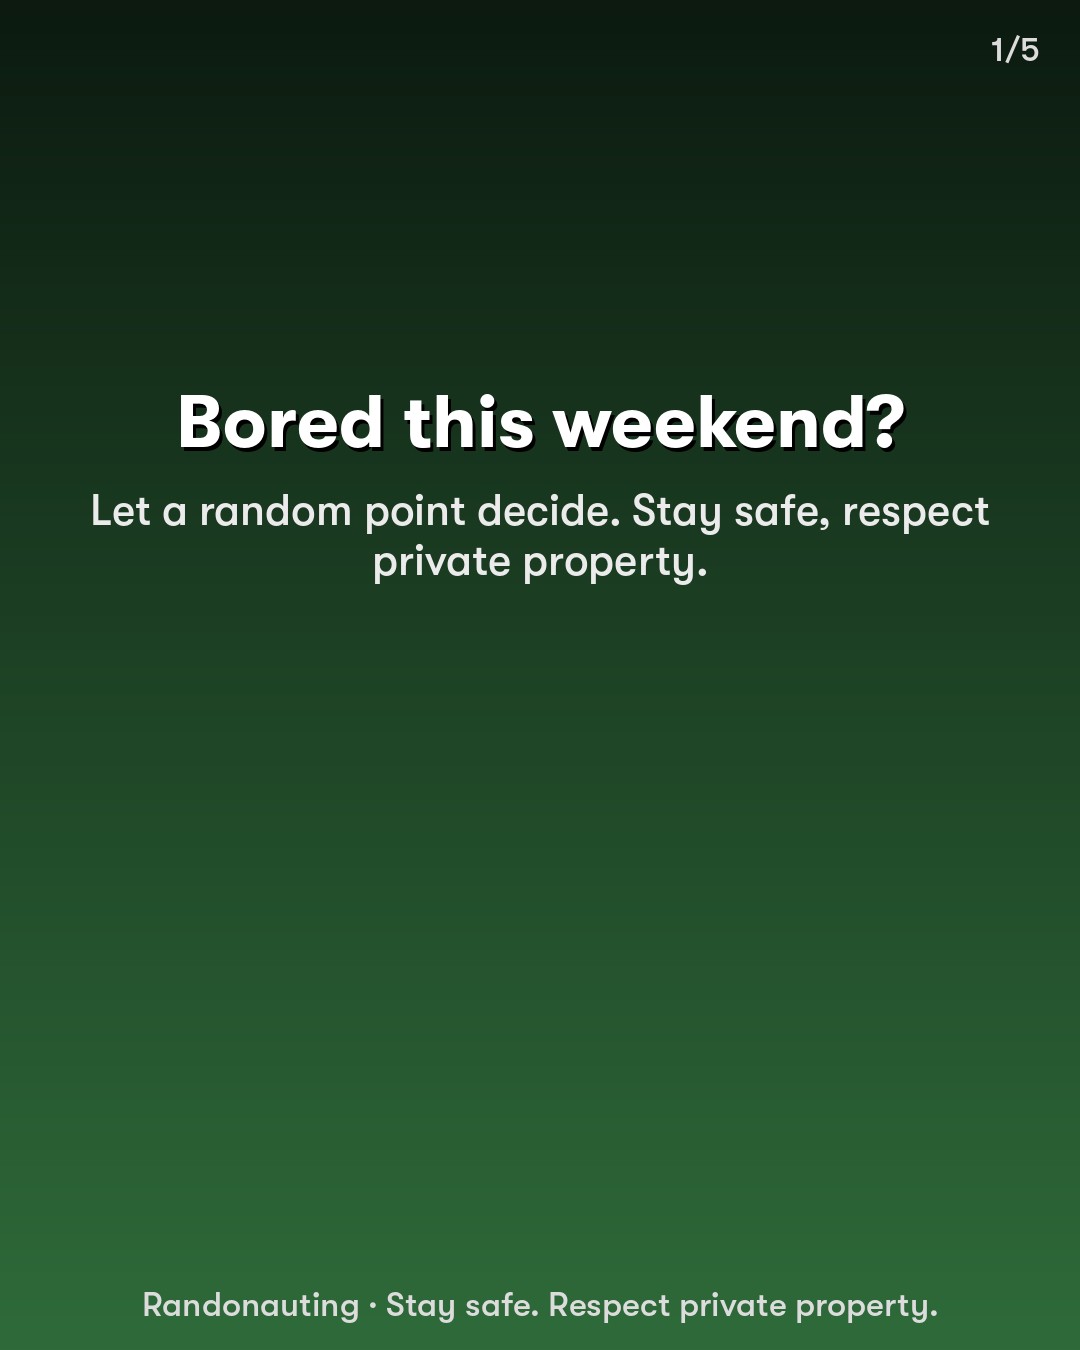 1/5
Bored this weekend?
Let a random point decide. Stay safe, respect
private property.
Randonauting · Stay safe. Respect private property.